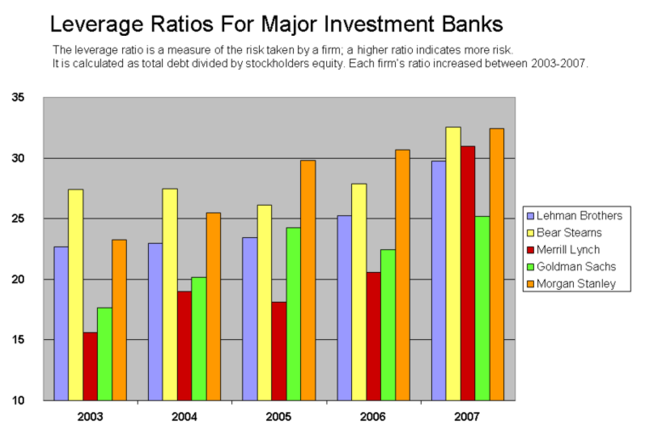 Leverage Ratios For Major Investment Banks
The leverage ratio is a measure of the risk taken by a firm; a higher ratio indicates more risk.
It is calculated as total debt divided by stockholders equity. Each firm's ratio increased between 2003-2007.
35
30
25
20
15
10
2003 2004 2005 2006 2007
Lehman Brothers
Bear Stearns
Merrill Lynch
Goldman Sachs
Morgan Stanley